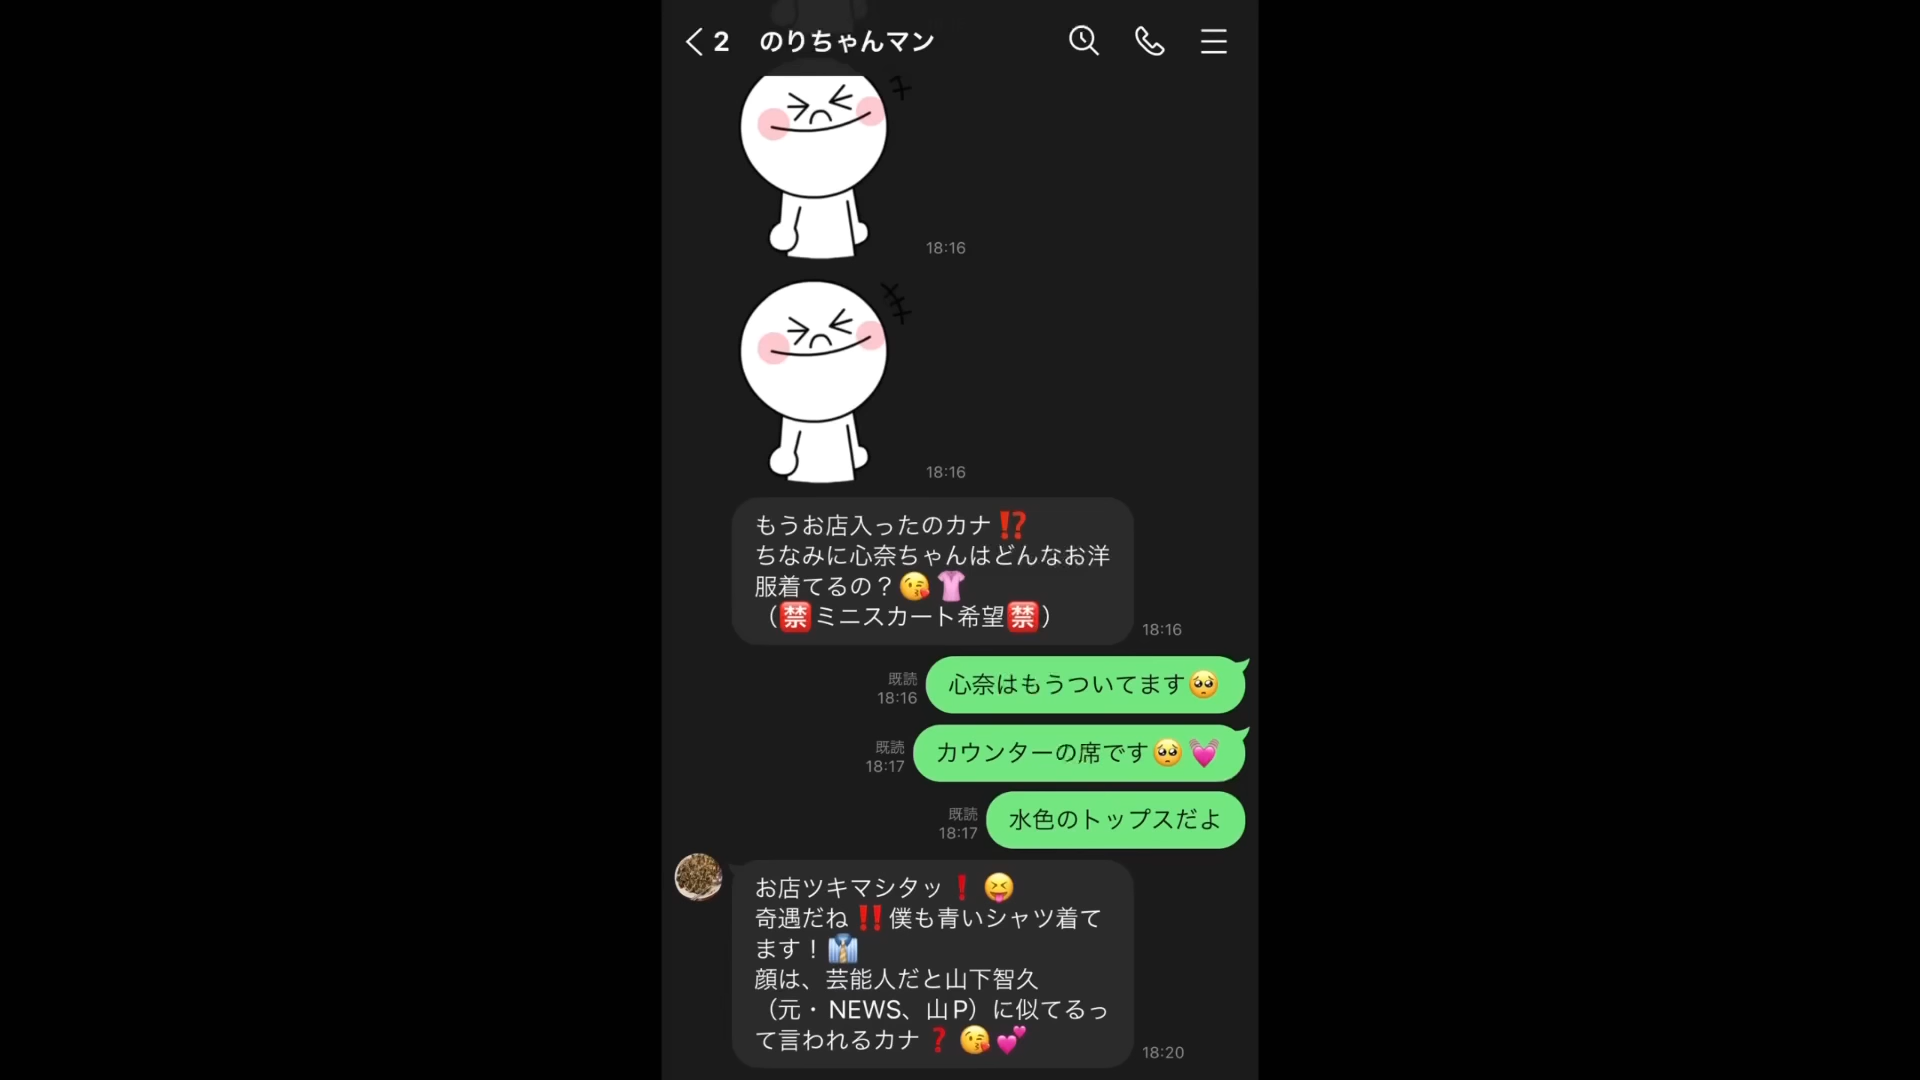 2 のりちゃんマン
18:16
18:16
もうお店入ったのカナ⁉️
ちなみに心奈ちゃんはどんなお洋
服着てるの？😘👚
（🈲ミニスカート希望🈲）
18:16
既読
18:16
心奈はもうついてます🥺
既読
18:17
カウンターの席です🥺💓
既読
18:17
水色のトップスだよ
お店ツキマシタッ❗😝
奇遇だね‼️僕も青いシャツ着て
ます！👔
顔は、芸能人だと山下智久
（元・NEWS、山P）に似てるっ
て言われるカナ❓😘💕
18:20